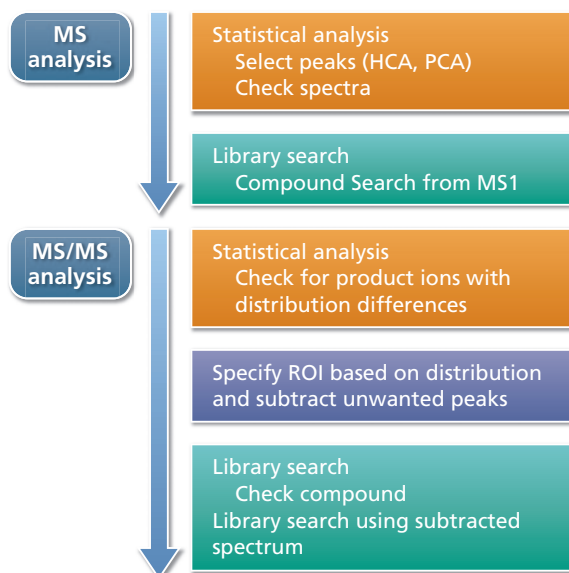 MS
analysis
Statistical analysis
Select peaks (HCA, PCA)
Check spectra
Library search
Compound Search from MS1
MS/MS
analysis
Statistical analysis
Check for product ions with
distribution differences
Specify ROI based on distribution
and subtract unwanted peaks
Library search
Check compound
Library search using subtracted
spectrum